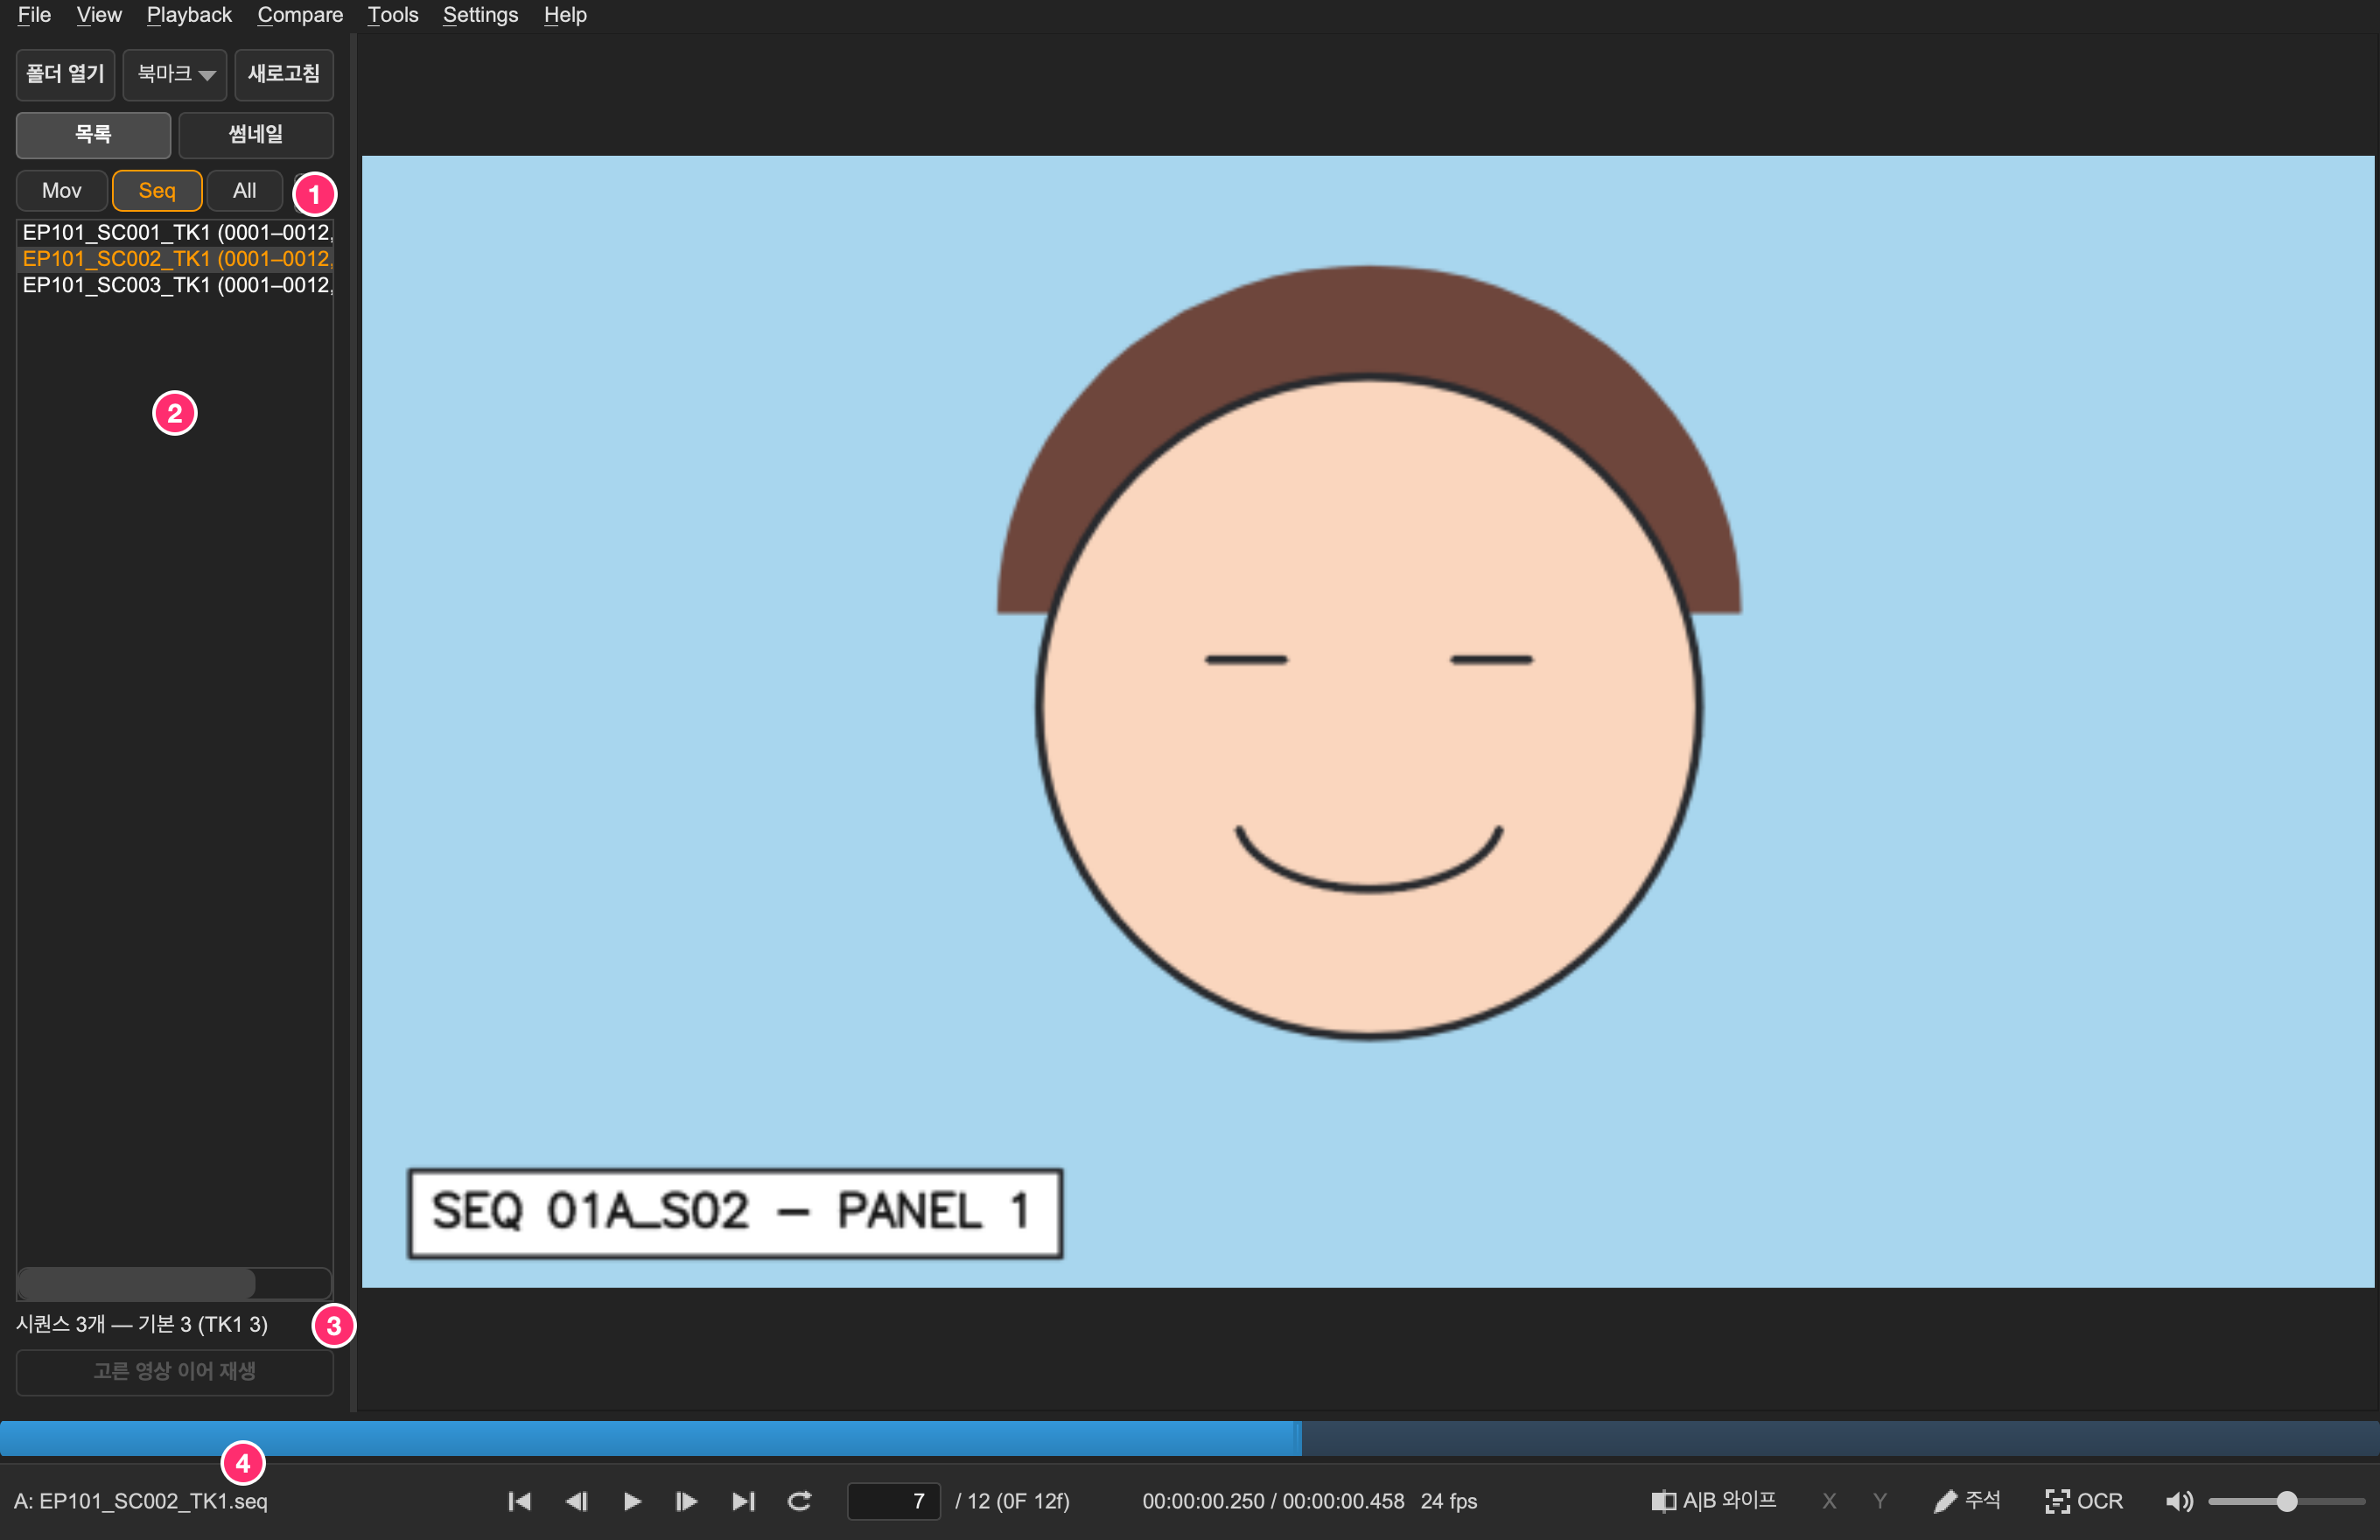 File View Playback Compare Tools Settings Help
폴더 열기 북마크 새로고침
목록 썸네일
Mov Seq All 1
EP101_SC001_TK1 (0001–0012,
EP101_SC002_TK1 (0001–0012,
EP101_SC003_TK1 (0001–0012,
2
SEQ 01A_S02 – PANEL 1
시퀀스 3개 — 기본 3 (TK1 3) 3
고른 영상 이어 재생
4
A: EP101_SC002_TK1.seq 7 / 12 (0F 12f) 00:00:00.250 / 00:00:00.458 24 fps A|B 와이프 X Y 주석 OCR